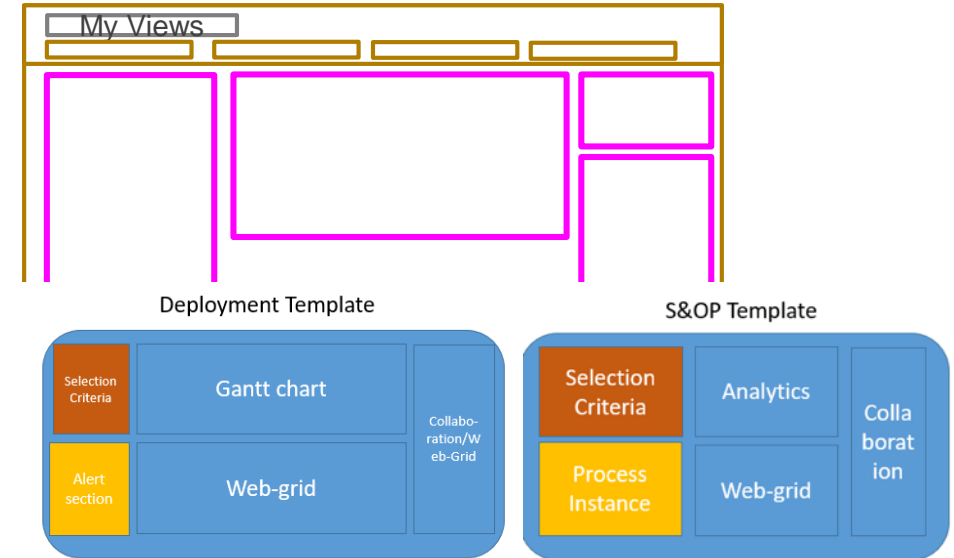 My Views
Deployment Template
Selection
Criteria
Gantt chart
Collabo-
ration/W
eb-Grid
Alert
section
Web-grid
S&OP Template
Selection
Criteria
Analytics
Colla
borat
ion
Process
Instance
Web-grid